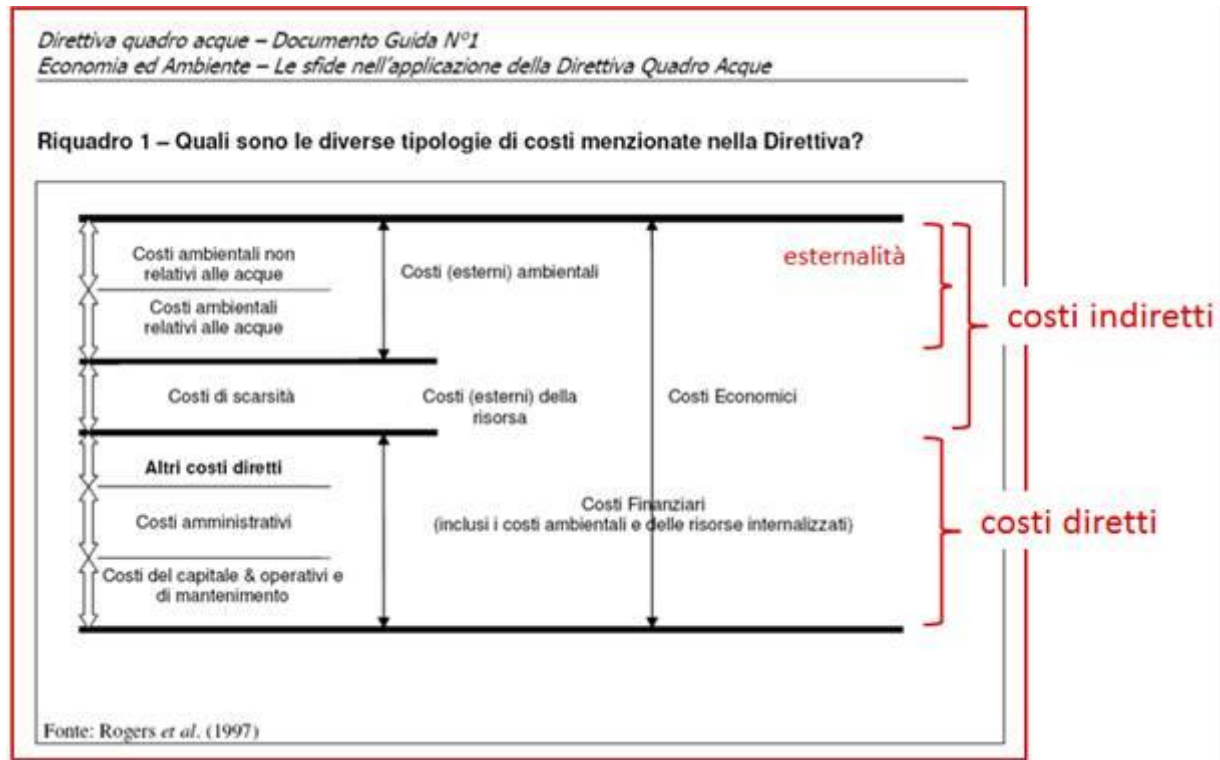 Direttiva quadro acque – Documento Guida N°1
Economia ed Ambiente – Le sfide nell'applicazione della Direttiva Quadro Acque
Riquadro 1 – Quali sono le diverse tipologie di costi menzionate nella Direttiva?
Costi ambientali non
relativi alle acque
Costi (esterni) ambientali
esternalità
Costi ambientali
relativi alle acque
costi indiretti
Costi di scarsità
Costi (esterni) della
risorsa
Costi Economici
Altri costi diretti
Costi amministrativi
Costi Finanziari
(inclusi i costi ambientali e delle risorse internalizzati)
costi diretti
Costi del capitale & operativi e
di mantenimento
Fonte: Rogers et al. (1997)